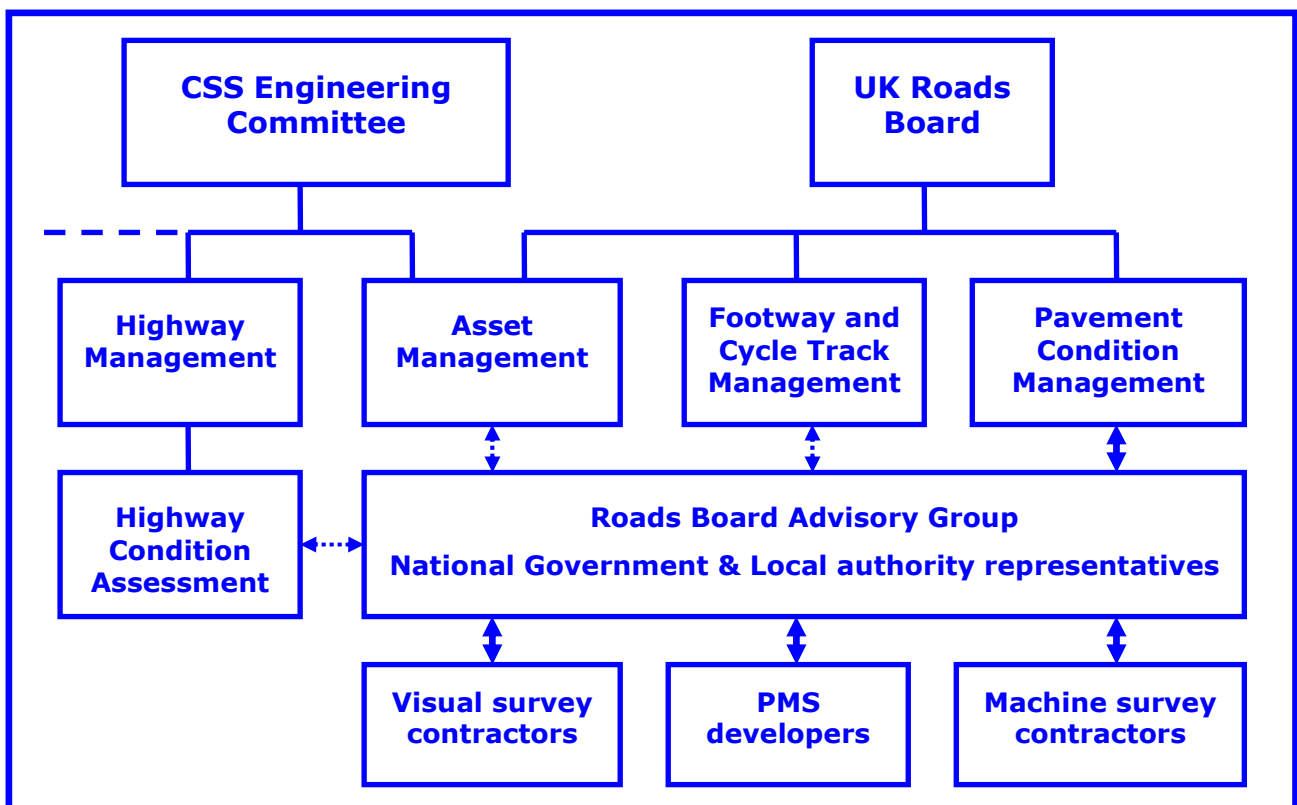 CSS Engineering
Committee
UK Roads
Board
Highway
Management
Asset
Management
Footway and
Cycle Track
Management
Pavement
Condition
Management
Highway
Condition
Assessment
Roads Board Advisory Group
National Government & Local authority representatives
Visual survey
contractors
PMS
developers
Machine survey
contractors